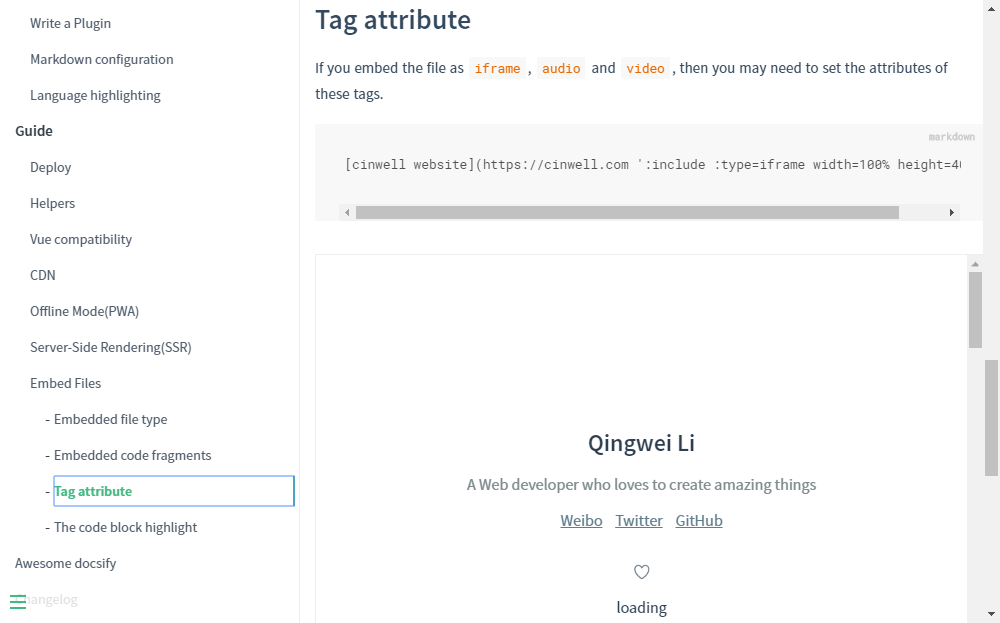 Write a Plugin
Markdown configuration
Language highlighting
Guide
Deploy
Helpers
Vue compatibility
CDN
Offline Mode(PWA)
Server-Side Rendering(SSR)
Embed Files
- Embedded file type
- Embedded code fragments
- Tag attribute
- The code block highlight
Awesome docsify
Changelog
Tag attribute
If you embed the file as iframe , audio and video , then you may need to set the attributes of
these tags.
markdown
[cinwell website](https://cinwell.com ':include :type=iframe width=100% height=40
Qingwei Li
A Web developer who loves to create amazing things
Weibo Twitter GitHub
loading